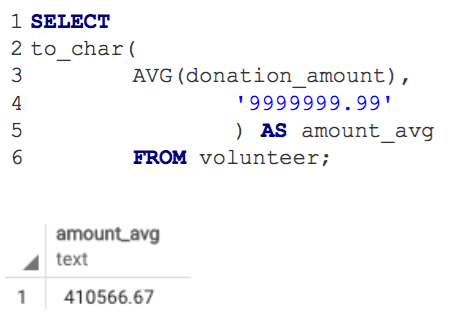 1 SELECT
2 to_char(
3 AVG(donation_amount),
4 '9999999.99'
5 ) AS amount_avg
6 FROM volunteer;
amount_avg
text
1 410566.67